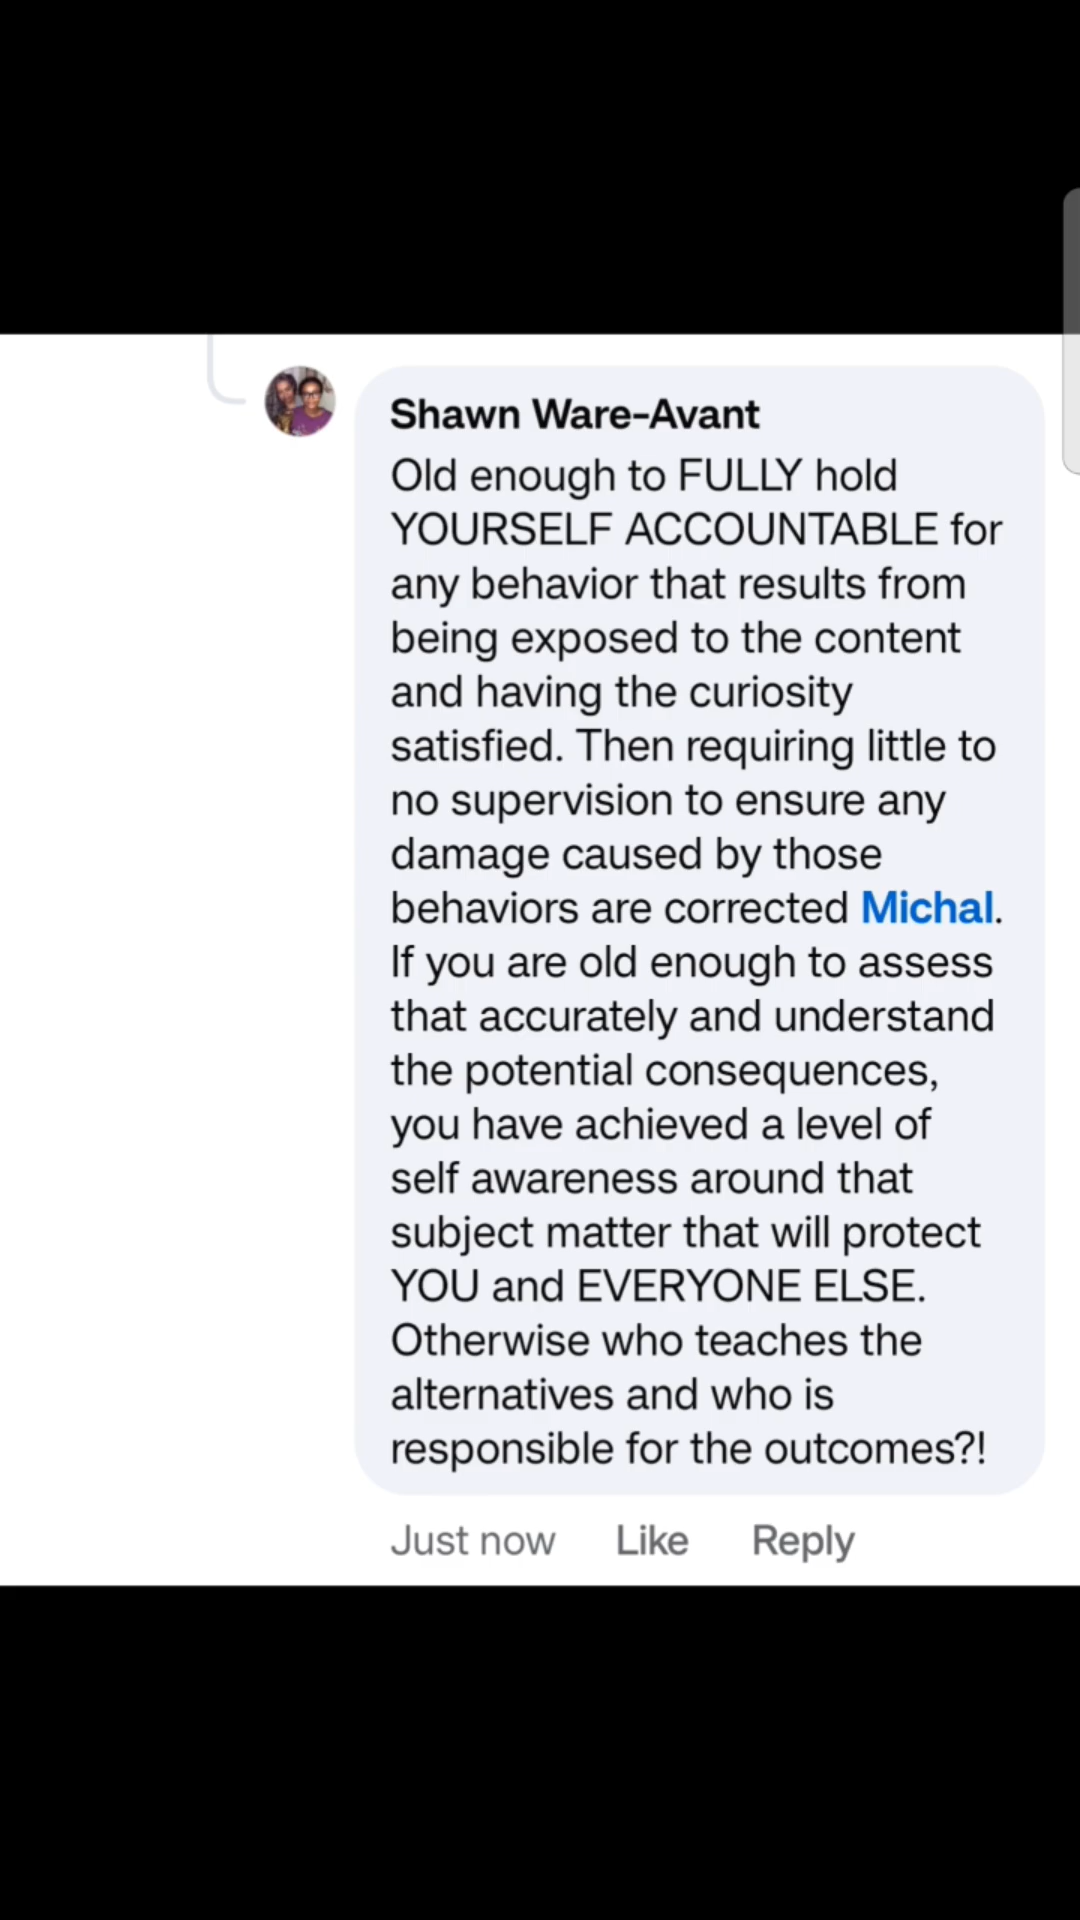 Shawn Ware-Avant
Old enough to FULLY hold
YOURSELF ACCOUNTABLE for
any behavior that results from
being exposed to the content
and having the curiosity
satisfied. Then requiring little to
no supervision to ensure any
damage caused by those
behaviors are corrected Michal.
If you are old enough to assess
that accurately and understand
the potential consequences,
you have achieved a level of
self awareness around that
subject matter that will protect
YOU and EVERYONE ELSE.
Otherwise who teaches the
alternatives and who is
responsible for the outcomes?!
Just now Like Reply